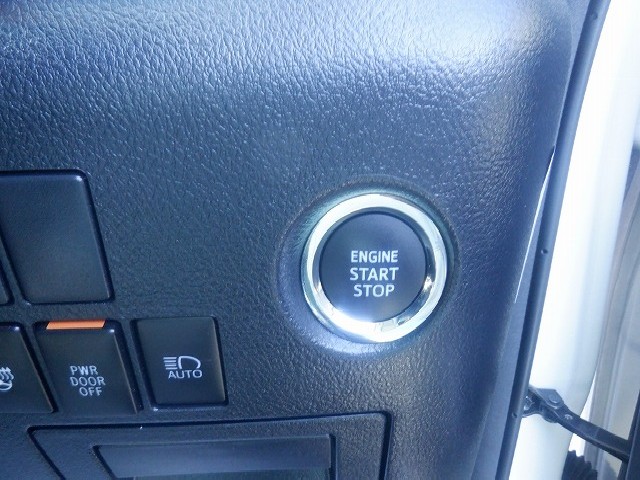 ENGINE
START
STOP
PWR
DOOR
OFF
AUTO